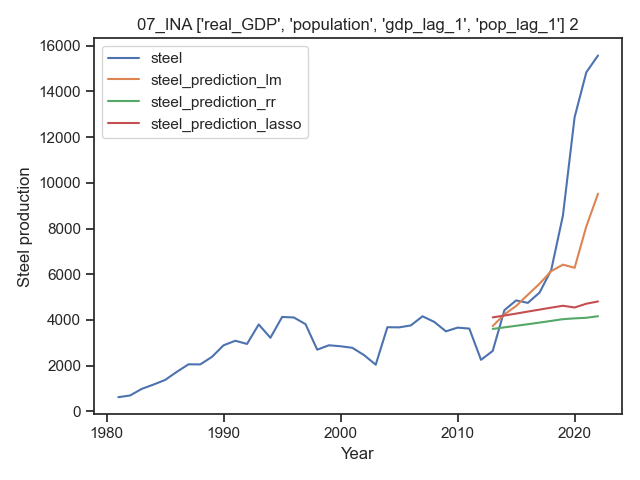 07_INA ['real_GDP', 'population', 'gdp_lag_1', 'pop_lag_1'] 2
steel
steel_prediction_lm
steel_prediction_rr
steel_prediction_lasso
Steel production
16000
14000
12000
10000
8000
6000
4000
2000
0
1980 1990 2000 2010 2020
Year